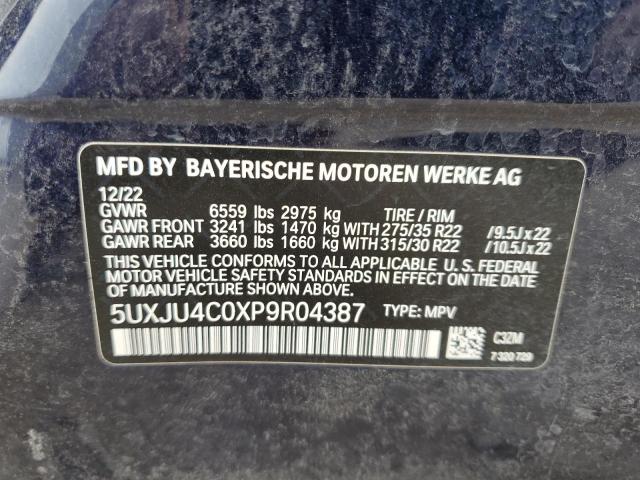 MFD BY BAYERISCHE MOTOREN WERKE AG
12/22
GVWR 6559 lbs 2975 kg TIRE / RIM
GAWR FRONT 3241 lbs 1470 kg WITH 275/35 R22 /9.5J x 22
GAWR REAR 3660 lbs 1660 kg WITH 315/30 R22 /10.5J x 22
THIS VEHICLE CONFORMS TO ALL APPLICABLE U. S. FEDERAL
MOTOR VEHICLE SAFETY STANDARDS IN EFFECT ON THE DATE
OF MANUFACTURE SHOWN ABOVE.
5UXJU4C0XP9R04387 TYPE: MPV
C3ZM
7 320 729